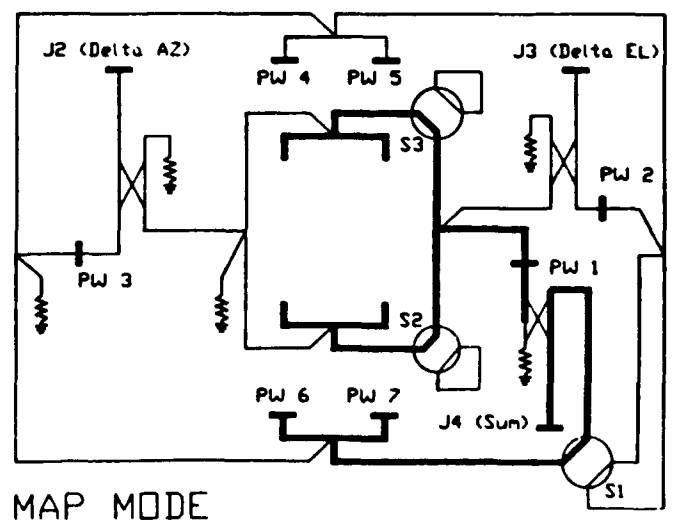 J2 (Delta AZ)
J3 (Delta EL)
PW 4
PW 5
S3
PW 2
PW 3
PW 1
S2
PW 6
PW 7
J4 (Sum)
S1
MAP MODE